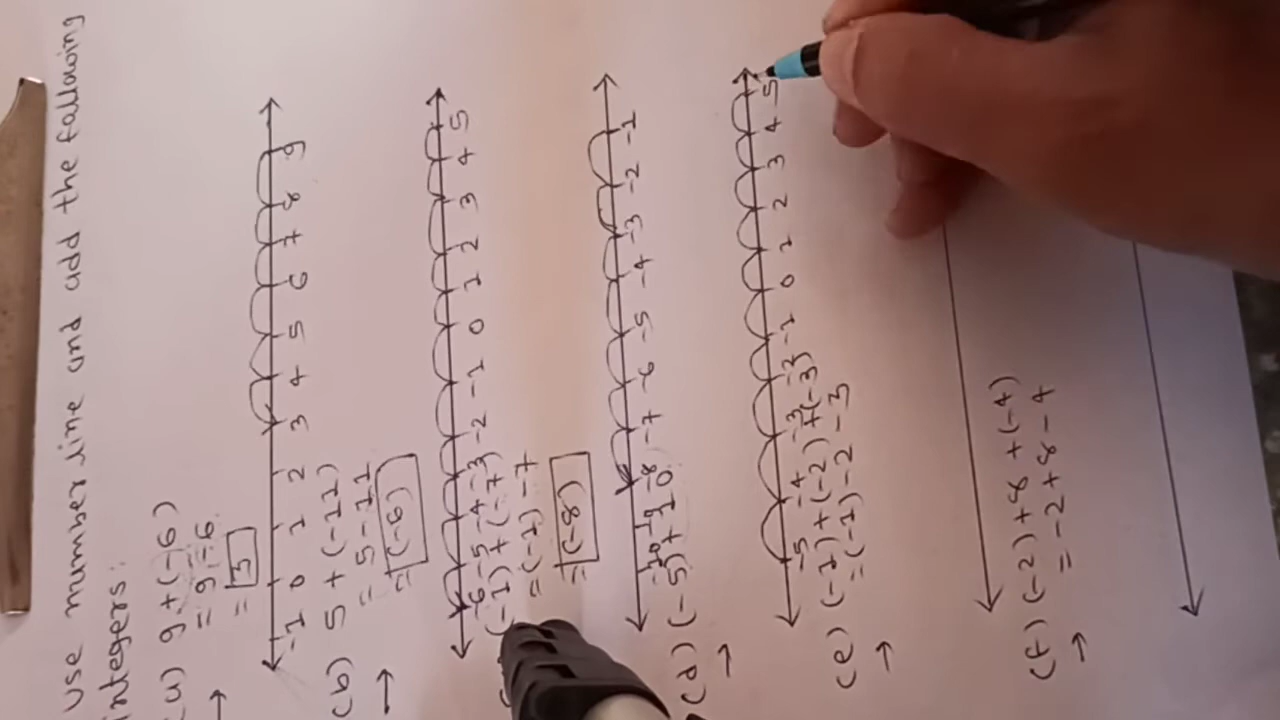 Use number line and add the fallowing
integers:
(a) 9 +(-6)
→ = 9 -6
= 3
-1 0 1 2 3 4 5 6 7 8 9
(b) 5 + (-11)
→ = 5 -11
= (-6)
-6 -5 -4 -3 -2 -1 0 1 2 3 4 5
(-1) + (-7)
= (-1) -7
= (-8)
-10 -9 -8 -7 -6 -5 -4 -3 -2 -1
(d) (-5) + 10
→
-5 -4 -3 -2 -1 0 1 2 3 4 5
(e) (-1) + (-2) + (-3)
→ = (-1) -2 -3
(f) (-2) + 8 + (-4)
→ = -2 + 8 - 4